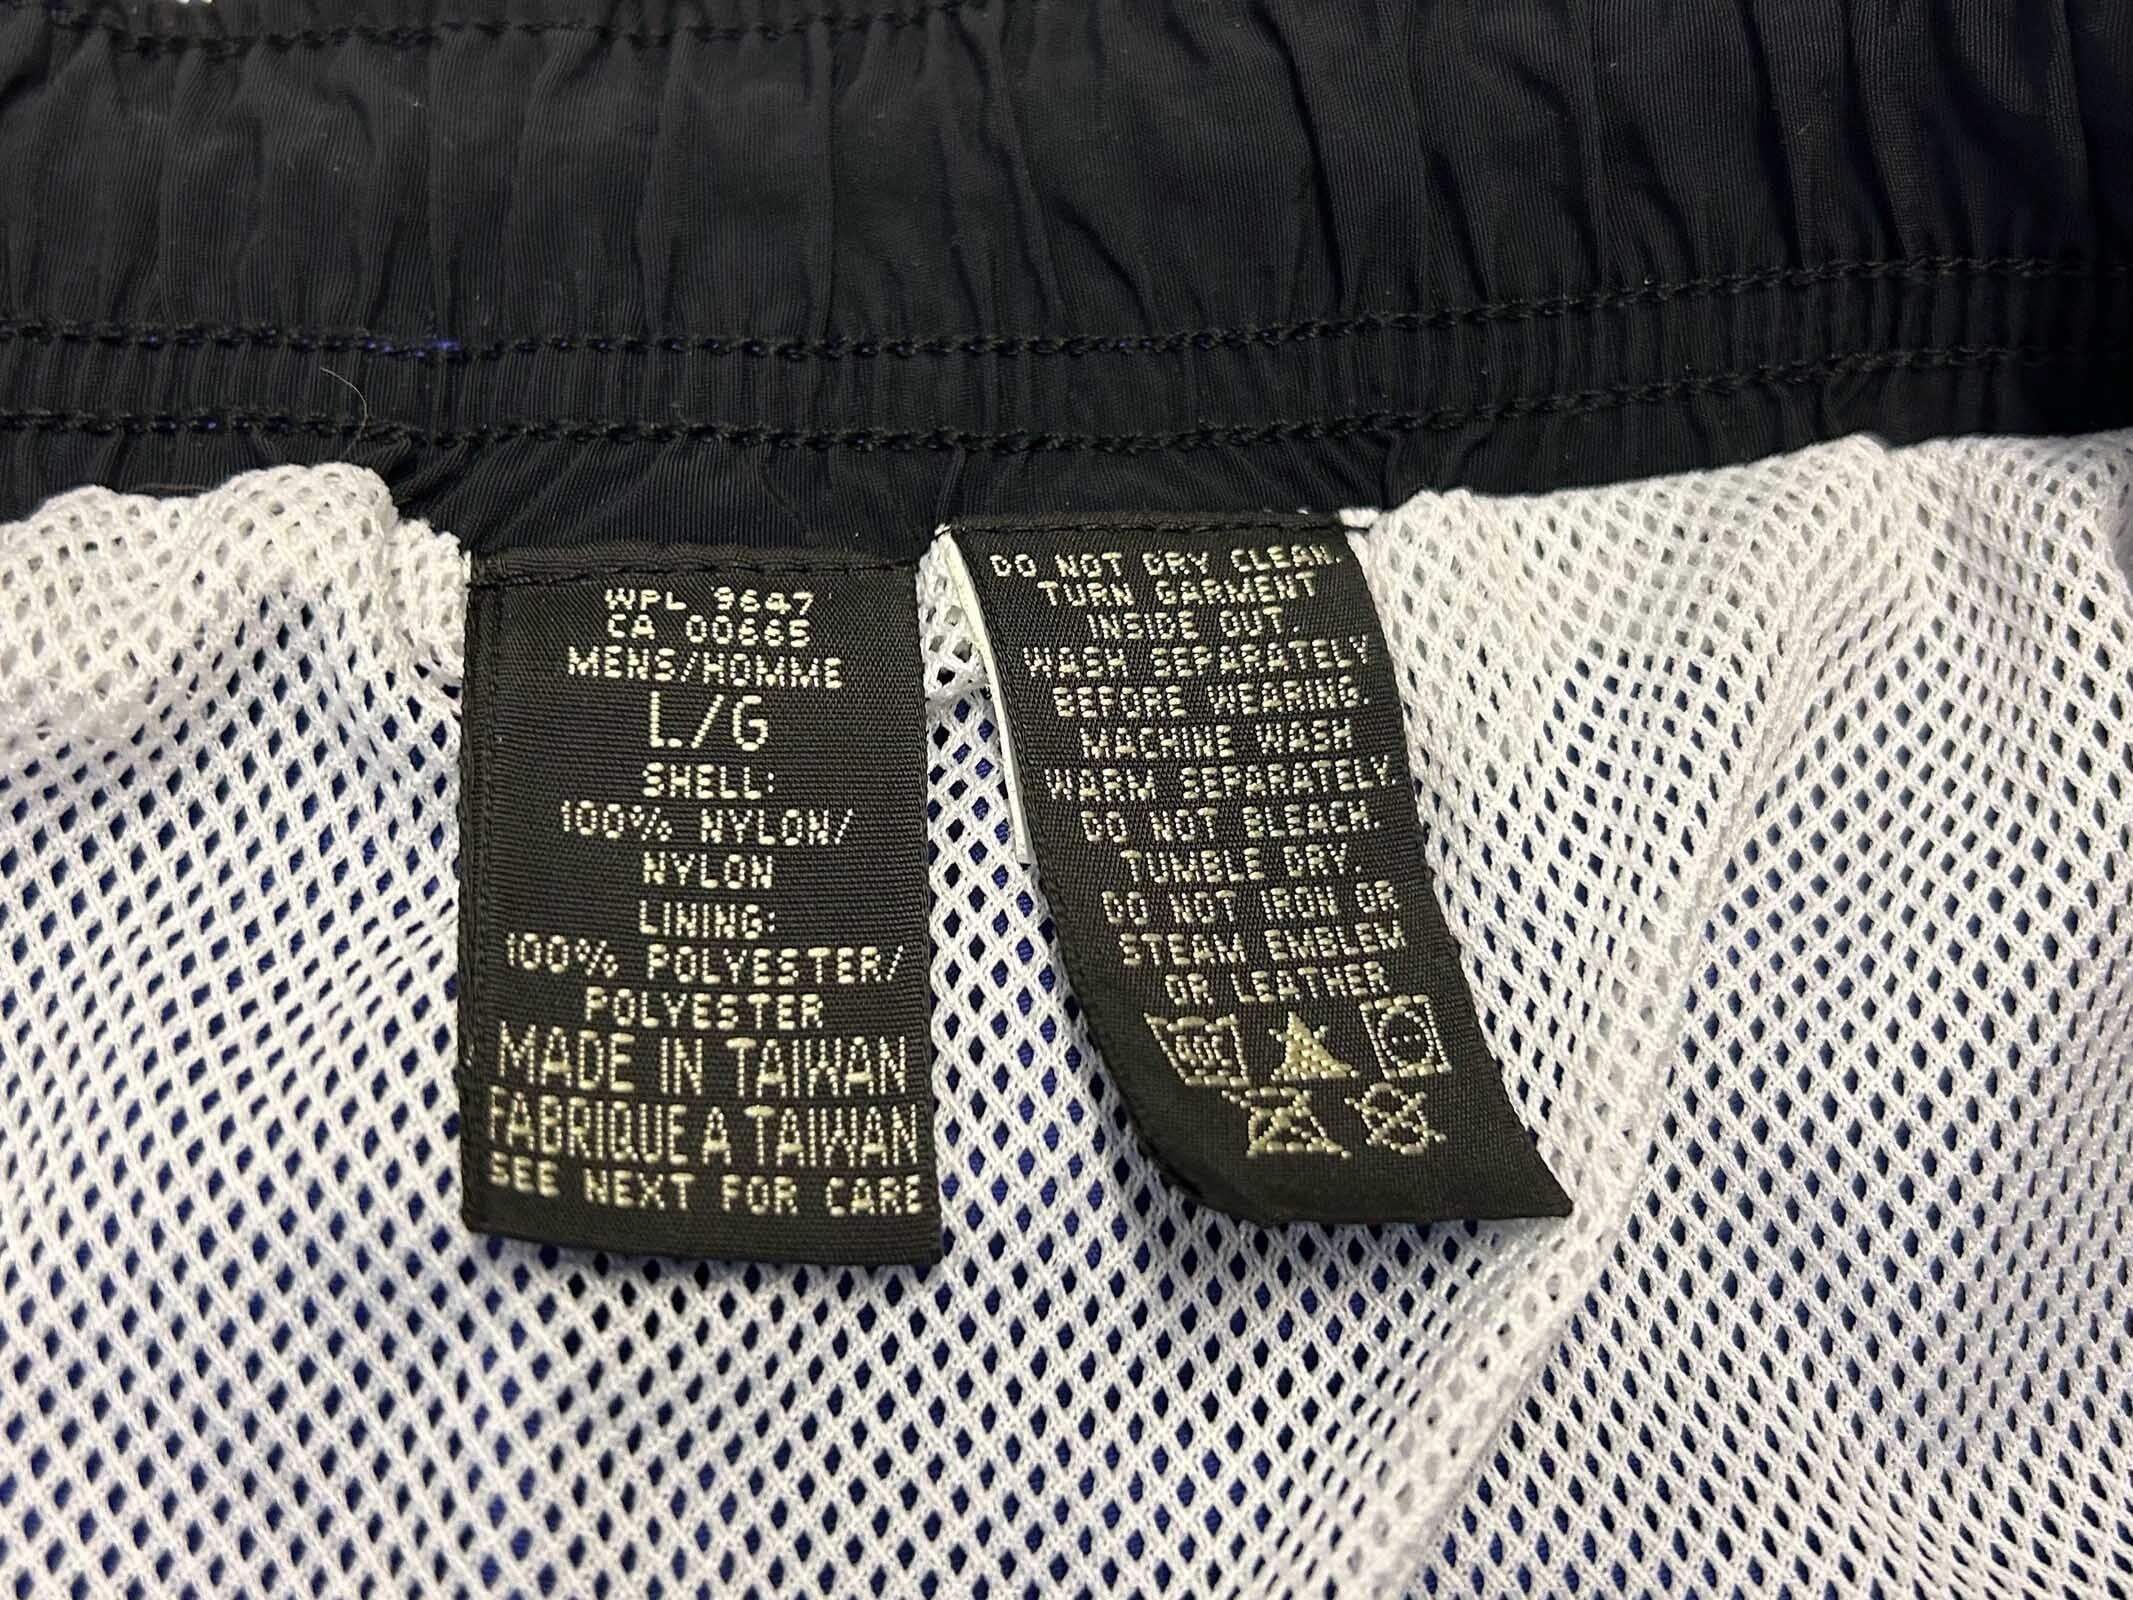 WPL 9647
CA 00665
MENS/HOMME
L/G
SHELL:
100% NYLON/
NYLON
LINING:
100% POLYESTER/
POLYESTER
MADE IN TAIWAN
FABRIQUE A TAIWAN
SEE NEXT FOR CARE
DO NOT DRY CLEAN.
TURN GARMENT
INSIDE OUT.
WASH SEPARATELY
BEFORE WEARING.
MACHINE WASH
WARM SEPARATELY.
DO NOT BLEACH.
TUMBLE DRY.
DO NOT IRON OR
STEAM EMBLEM
OR LEATHER